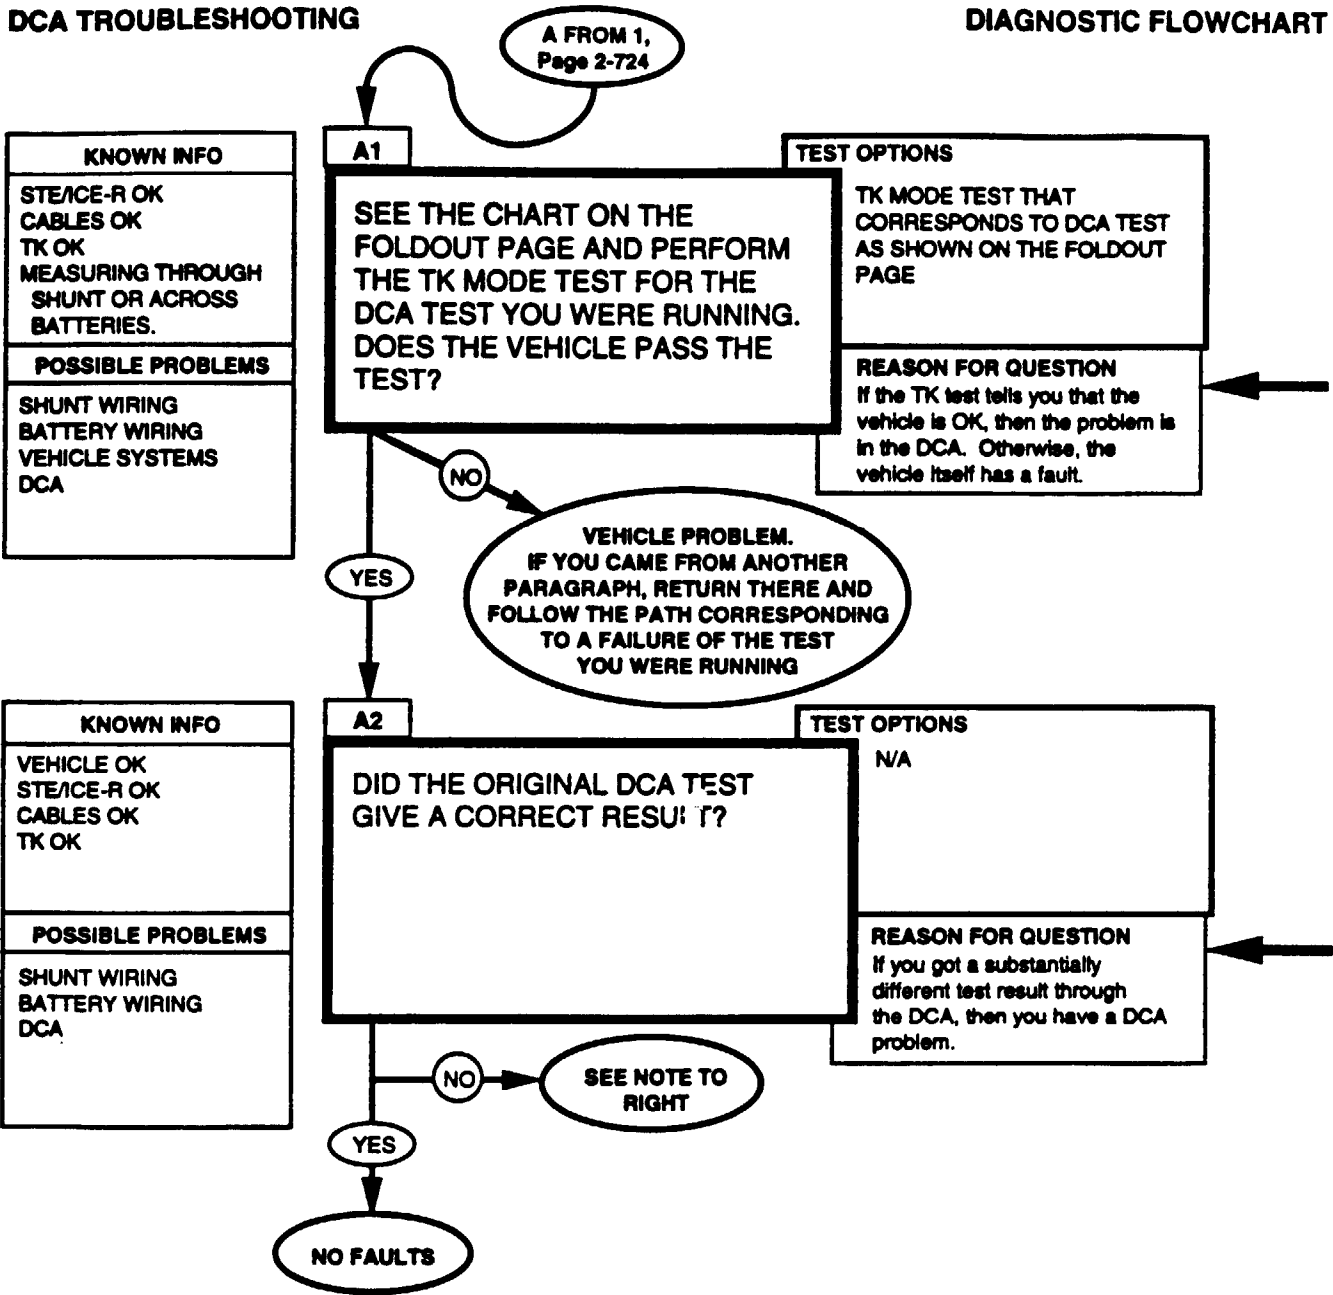 DCA TROUBLESHOOTING
DIAGNOSTIC FLOWCHART
A FROM 1,
Page 2-724
KNOWN INFO
STE/ICE-R OK
CABLES OK
TK OK
MEASURING THROUGH
SHUNT OR ACROSS
BATTERIES.
POSSIBLE PROBLEMS
SHUNT WIRING
BATTERY WIRING
VEHICLE SYSTEMS
DCA
A1
SEE THE CHART ON THE
FOLDOUT PAGE AND PERFORM
THE TK MODE TEST FOR THE
DCA TEST YOU WERE RUNNING.
DOES THE VEHICLE PASS THE
TEST?
TEST OPTIONS
TK MODE TEST THAT
CORRESPONDS TO DCA TEST
AS SHOWN ON THE FOLDOUT
PAGE
REASON FOR QUESTION
If the TK test tells you that the
vehicle is OK, then the problem is
in the DCA. Otherwise, the
vehicle itself has a fault.
NO
VEHICLE PROBLEM.
IF YOU CAME FROM ANOTHER
PARAGRAPH, RETURN THERE AND
FOLLOW THE PATH CORRESPONDING
TO A FAILURE OF THE TEST
YOU WERE RUNNING
YES
KNOWN INFO
VEHICLE OK
STE/ICE-R OK
CABLES OK
TK OK
POSSIBLE PROBLEMS
SHUNT WIRING
BATTERY WIRING
DCA
A2
DID THE ORIGINAL DCA TEST
GIVE A CORRECT RESULT?
TEST OPTIONS
N/A
REASON FOR QUESTION
If you got a substantially
different test result through
the DCA, then you have a DCA
problem.
NO
SEE NOTE TO
RIGHT
YES
NO FAULTS